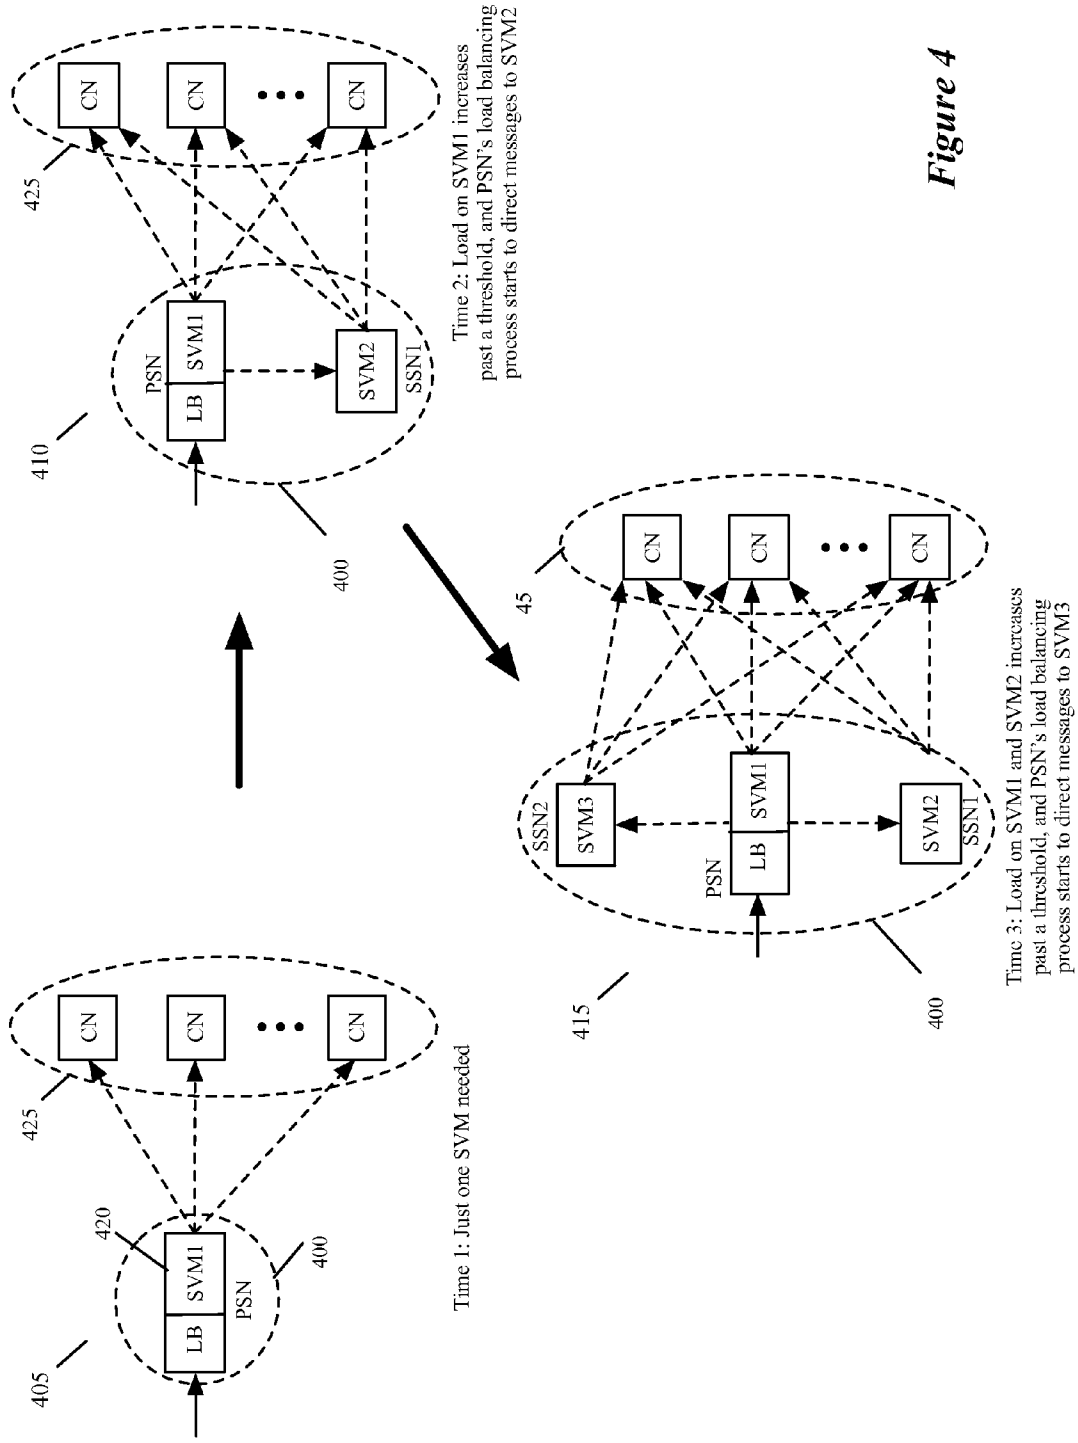 405
LB
SVM1
420
PSN
400
425
CN
CN
CN
Time 1: Just one SVM needed
410
PSN
LB
SVM1
SVM2
SSN1
400
425
CN
CN
CN
Time 2: Load on SVM1 increases
past a threshold, and PSN's load balancing
process starts to direct messages to SVM2
415
SSN2
SVM3
PSN
LB
SVM1
SVM2
SSN1
400
45
CN
CN
CN
Time 3: Load on SVM1 and SVM2 increases
past a threshold, and PSN's load balancing
process starts to direct messages to SVM3
Figure 4